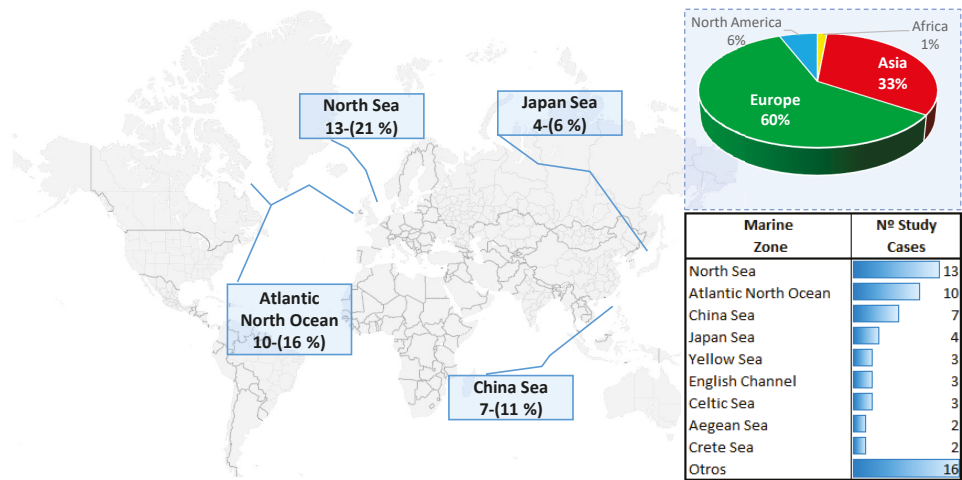 North Sea
13-(21 %)
Japan Sea
4-(6 %)
Atlantic
North Ocean
10-(16 %)
China Sea
7-(11 %)
North America
6%
Africa
1%
Asia
33%
Europe
60%
Marine Zone Nº Study Cases
North Sea 13
Atlantic North Ocean 10
China Sea 7
Japan Sea 4
Yellow Sea 3
English Channel 3
Celtic Sea 3
Aegean Sea 2
Crete Sea 2
Otros 16